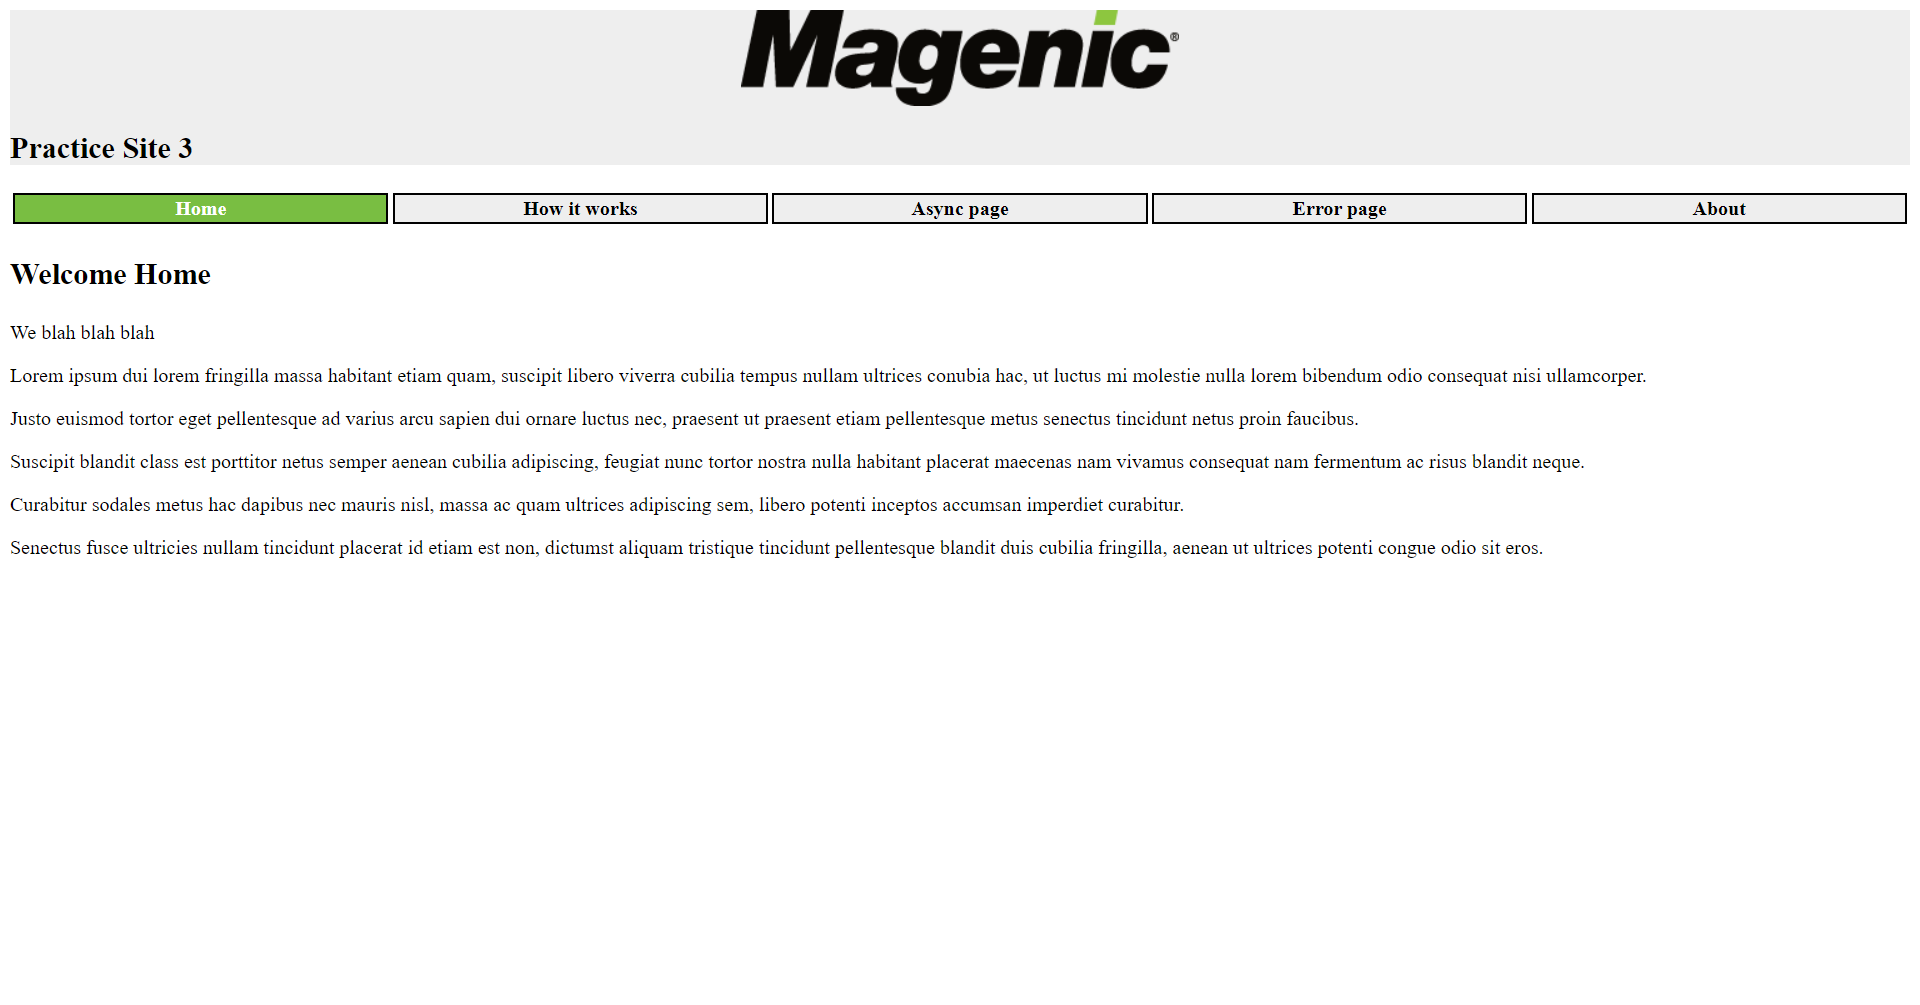 Magenic®
Practice Site 3
Home
How it works
Async page
Error page
About
Welcome Home
We blah blah blah
Lorem ipsum dui lorem fringilla massa habitant etiam quam, suscipit libero viverra cubilia tempus nullam ultrices conubia hac, ut luctus mi molestie nulla lorem bibendum odio consequat nisi ullamcorper.
Justo euismod tortor eget pellentesque ad varius arcu sapien dui ornare luctus nec, praesent ut praesent etiam pellentesque metus senectus tincidunt netus proin faucibus.
Suscipit blandit class est porttitor netus semper aenean cubilia adipiscing, feugiat nunc tortor nostra nulla habitant placerat maecenas nam vivamus consequat nam fermentum ac risus blandit neque.
Curabitur sodales metus hac dapibus nec mauris nisl, massa ac quam ultrices adipiscing sem, libero potenti inceptos accumsan imperdiet curabitur.
Senectus fusce ultricies nullam tincidunt placerat id etiam est non, dictumst aliquam tristique tincidunt pellentesque blandit duis cubilia fringilla, aenean ut ultrices potenti congue odio sit eros.